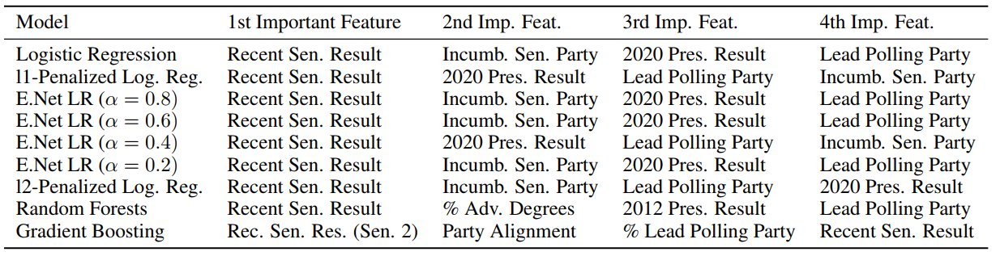 Model 1st Important Feature 2nd Imp. Feat. 3rd Imp. Feat. 4th Imp. Feat.
Logistic Regression Recent Sen. Result Incumb. Sen. Party 2020 Pres. Result Lead Polling Party
l1-Penalized Log. Reg. Recent Sen. Result 2020 Pres. Result Lead Polling Party Incumb. Sen. Party
E.Net LR (α = 0.8) Recent Sen. Result Incumb. Sen. Party 2020 Pres. Result Lead Polling Party
E.Net LR (α = 0.6) Recent Sen. Result Incumb. Sen. Party 2020 Pres. Result Lead Polling Party
E.Net LR (α = 0.4) Recent Sen. Result 2020 Pres. Result Lead Polling Party Incumb. Sen. Party
E.Net LR (α = 0.2) Recent Sen. Result Incumb. Sen. Party 2020 Pres. Result Lead Polling Party
l2-Penalized Log. Reg. Recent Sen. Result Incumb. Sen. Party Lead Polling Party 2020 Pres. Result
Random Forests Recent Sen. Result % Adv. Degrees 2012 Pres. Result Lead Polling Party
Gradient Boosting Rec. Sen. Res. (Sen. 2) Party Alignment % Lead Polling Party Recent Sen. Result